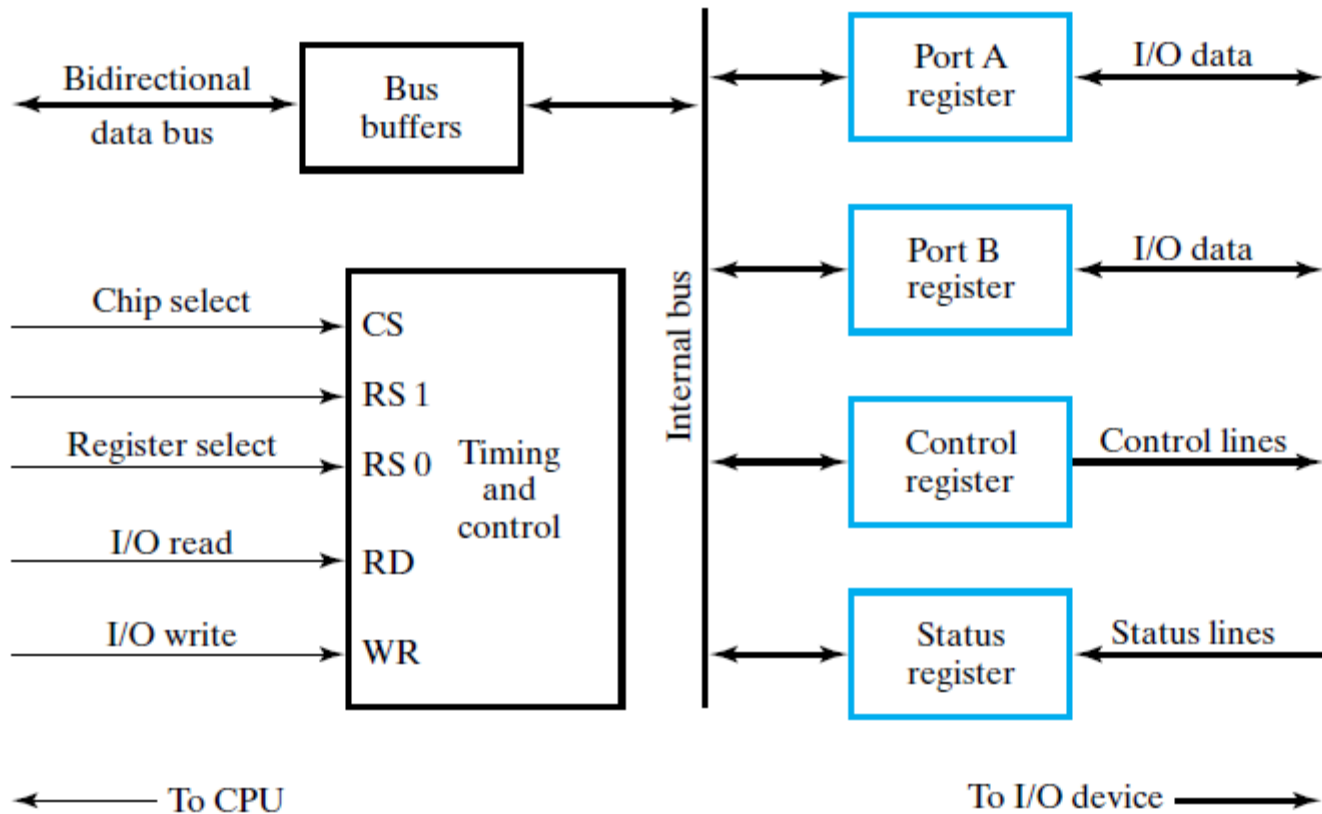 Bidirectional
data bus
Bus
buffers
Chip select
Register select
I/O read
I/O write
CS
RS 1
RS 0
RD
WR
Timing
and
control
Internal bus
Port A
register
I/O data
Port B
register
I/O data
Control
register
Control lines
Status
register
Status lines
To CPU
To I/O device